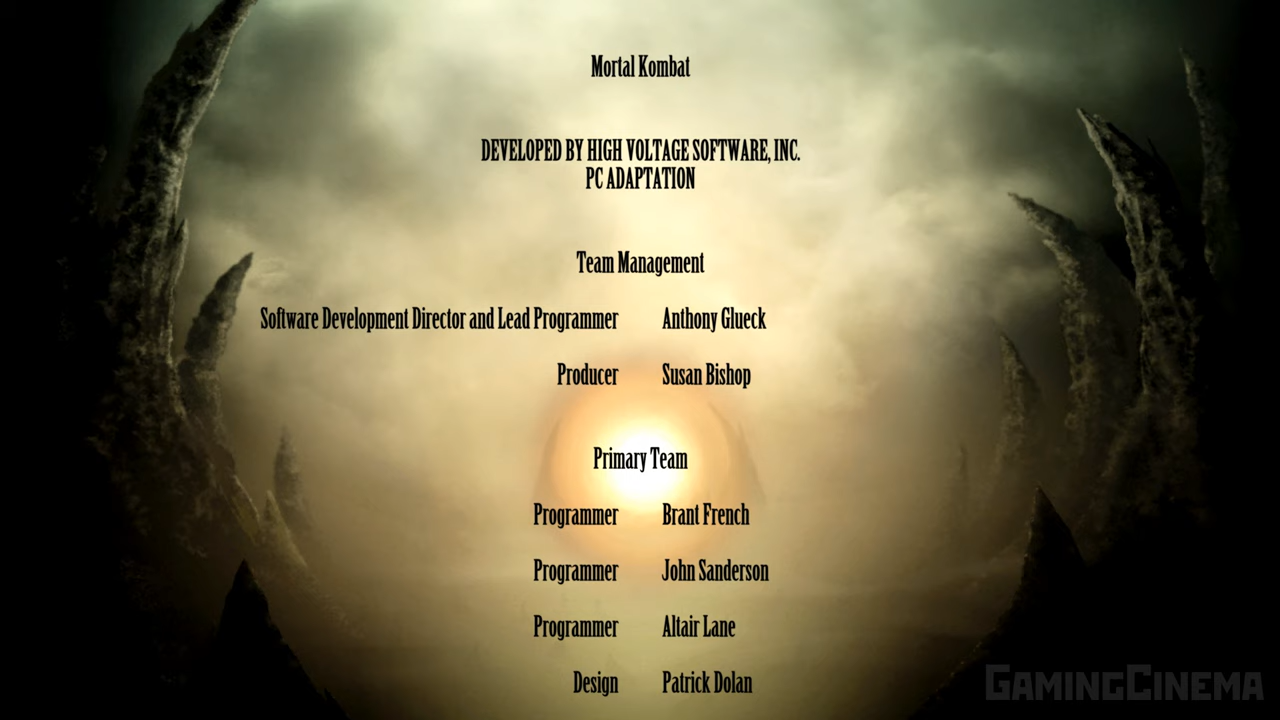 Mortal Kombat
DEVELOPED BY HIGH VOLTAGE SOFTWARE, INC.
PC ADAPTATION
Team Management
Software Development Director and Lead Programmer Anthony Glueck
Producer Susan Bishop
Primary Team
Programmer Brant French
Programmer John Sanderson
Programmer Altair Lane
Design Patrick Dolan
GAMINGCINEMA